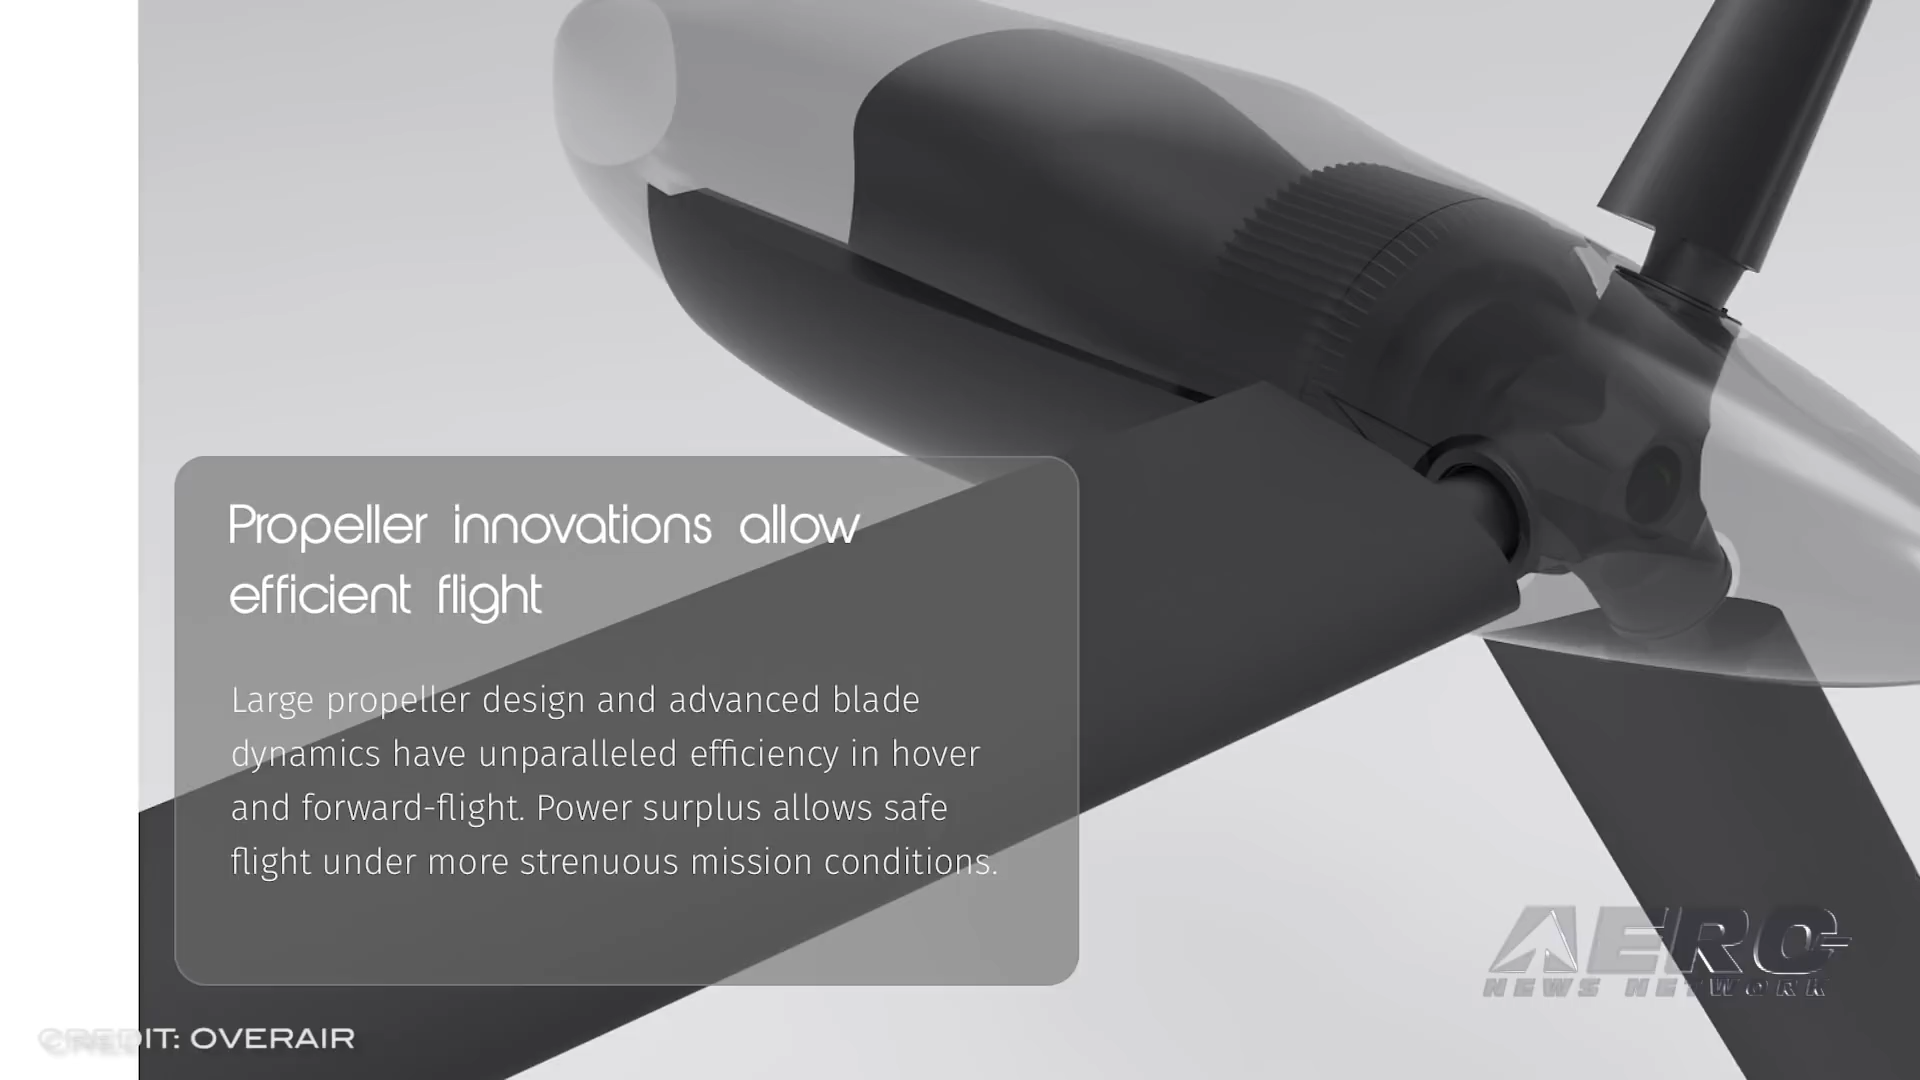 Propeller innovations allow
efficient flight
Large propeller design and advanced blade
dynamics have unparalleled efficiency in hover
and forward-flight. Power surplus allows safe
flight under more strenuous mission conditions.
AERO
NEWS NETWORK
CREDIT: OVERAIR